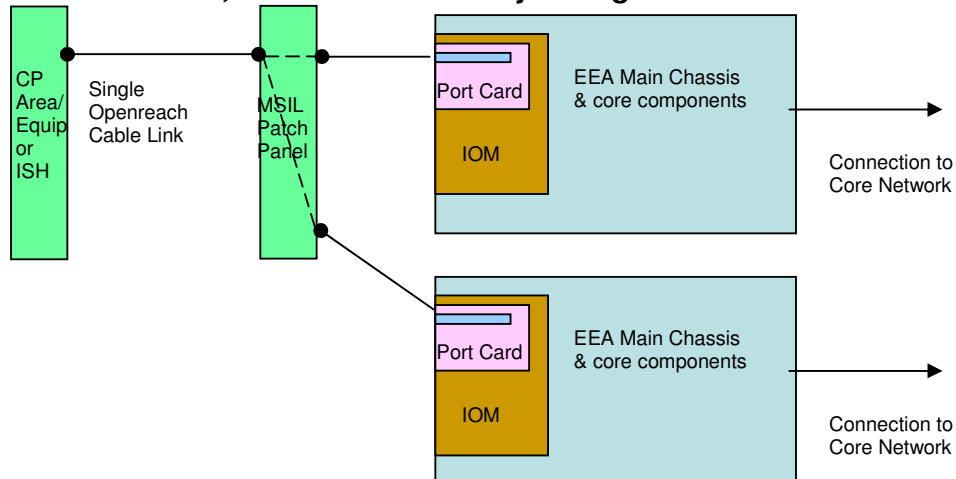 CP
Area/
Equip
or
ISH
Single
Openreach
Cable Link
MSIL
Patch
Panel
Port Card
IOM
EEA Main Chassis
& core components
Connection to
Core Network
Port Card
IOM
EEA Main Chassis
& core components
Connection to
Core Network